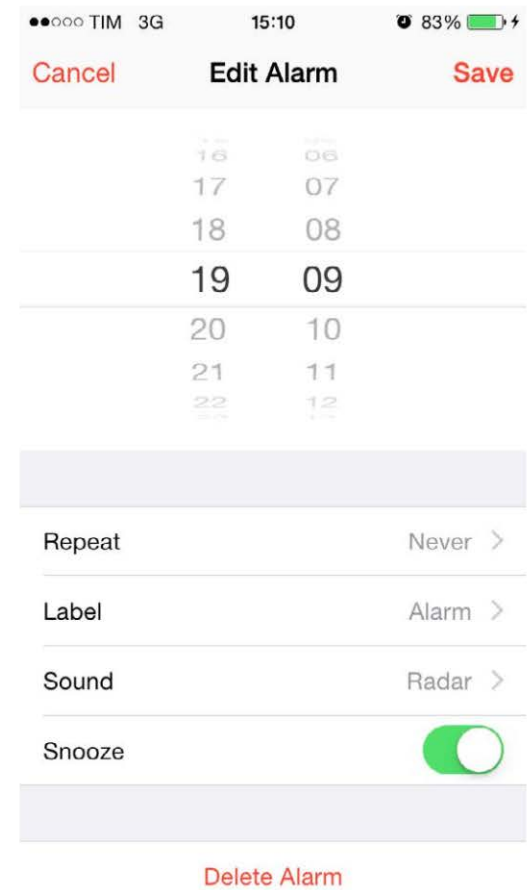 TIM 3G 15:10 83%
Cancel Edit Alarm Save
16 06
17 07
18 08
19 09
20 10
21 11
22 12
Repeat Never >
Label Alarm >
Sound Radar >
Snooze
Delete Alarm